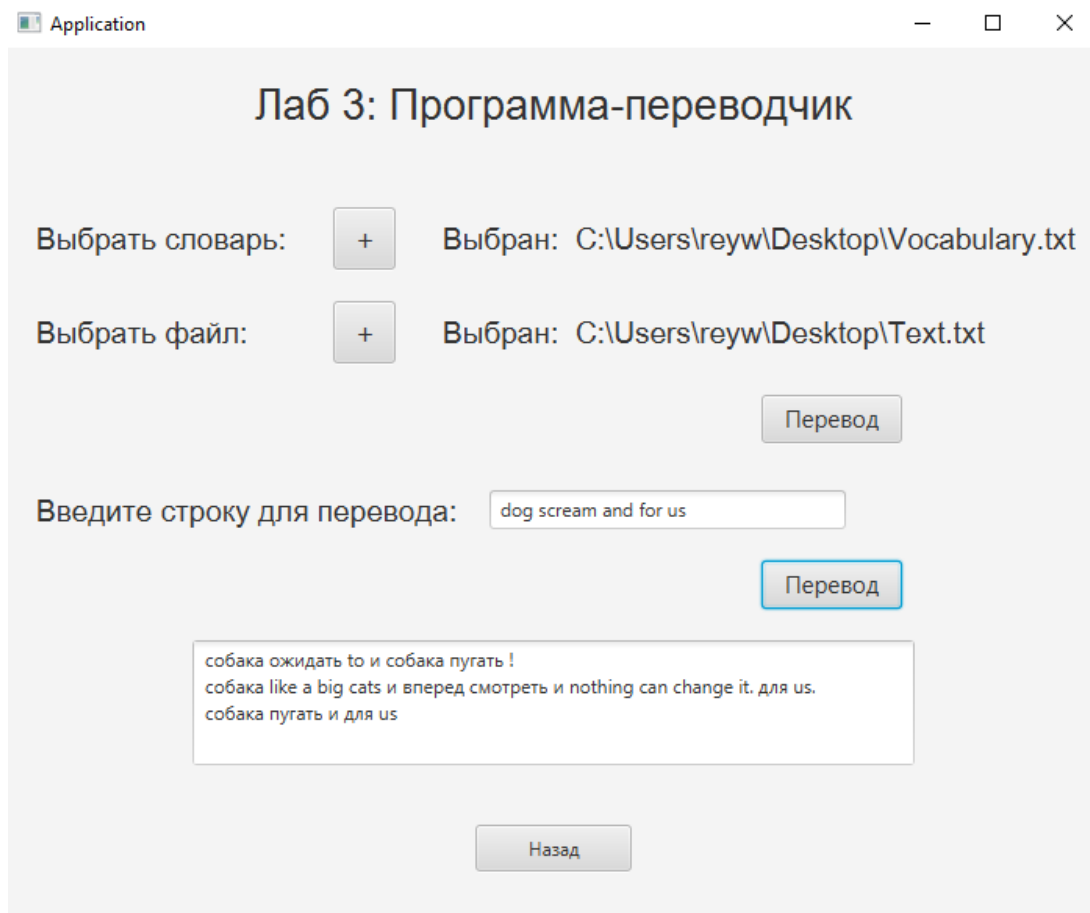 Application
Лаб 3: Программа-переводчик
Выбрать словарь: + Выбран: C:\Users\reyw\Desktop\Vocabulary.txt
Выбрать файл: + Выбран: C:\Users\reyw\Desktop\Text.txt
Перевод
Введите строку для перевода: dog scream and for us
Перевод
собака ожидать to и собака пугать !
собака like a big cats и вперед смотреть и nothing can change it. для us.
собака пугать и для us
Назад